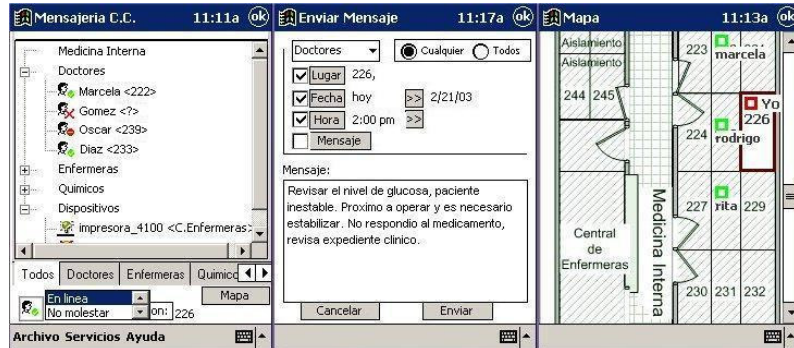 Mensajeria C.C. 11:11a ok
Medicina Interna
Doctores
Marcela <222>
Gomez <?>
Oscar <239>
Diaz <233>
Enfermeras
Quimicos
Dispositivos
impresora_4100 <C.Enfermeras>
Todos Doctores Enfermeras Quimicc
En linea
No molestar
on: 226
Mapa
Archivo Servicios Ayuda
Enviar Mensaje 11:17a ok
Doctores Cualquier Todos
Lugar 226,
Fecha hoy >> 2/21/03
Hora 2:00 pm >>
Mensaje
Mensaje:
Revisar el nivel de glucosa, paciente
inestable. Proximo a operar y es necesario
estabilizar. No respondio al medicamento,
revisa expediente clinico.
Cancelar Enviar
Mapa 11:13a ok
Aislamiento
Aislamiento
223
marcela
244 245
Yo
226
224 rodrigo
Medicina Interna
227 rita 229
Central
de
Enfermeras
230 231 232